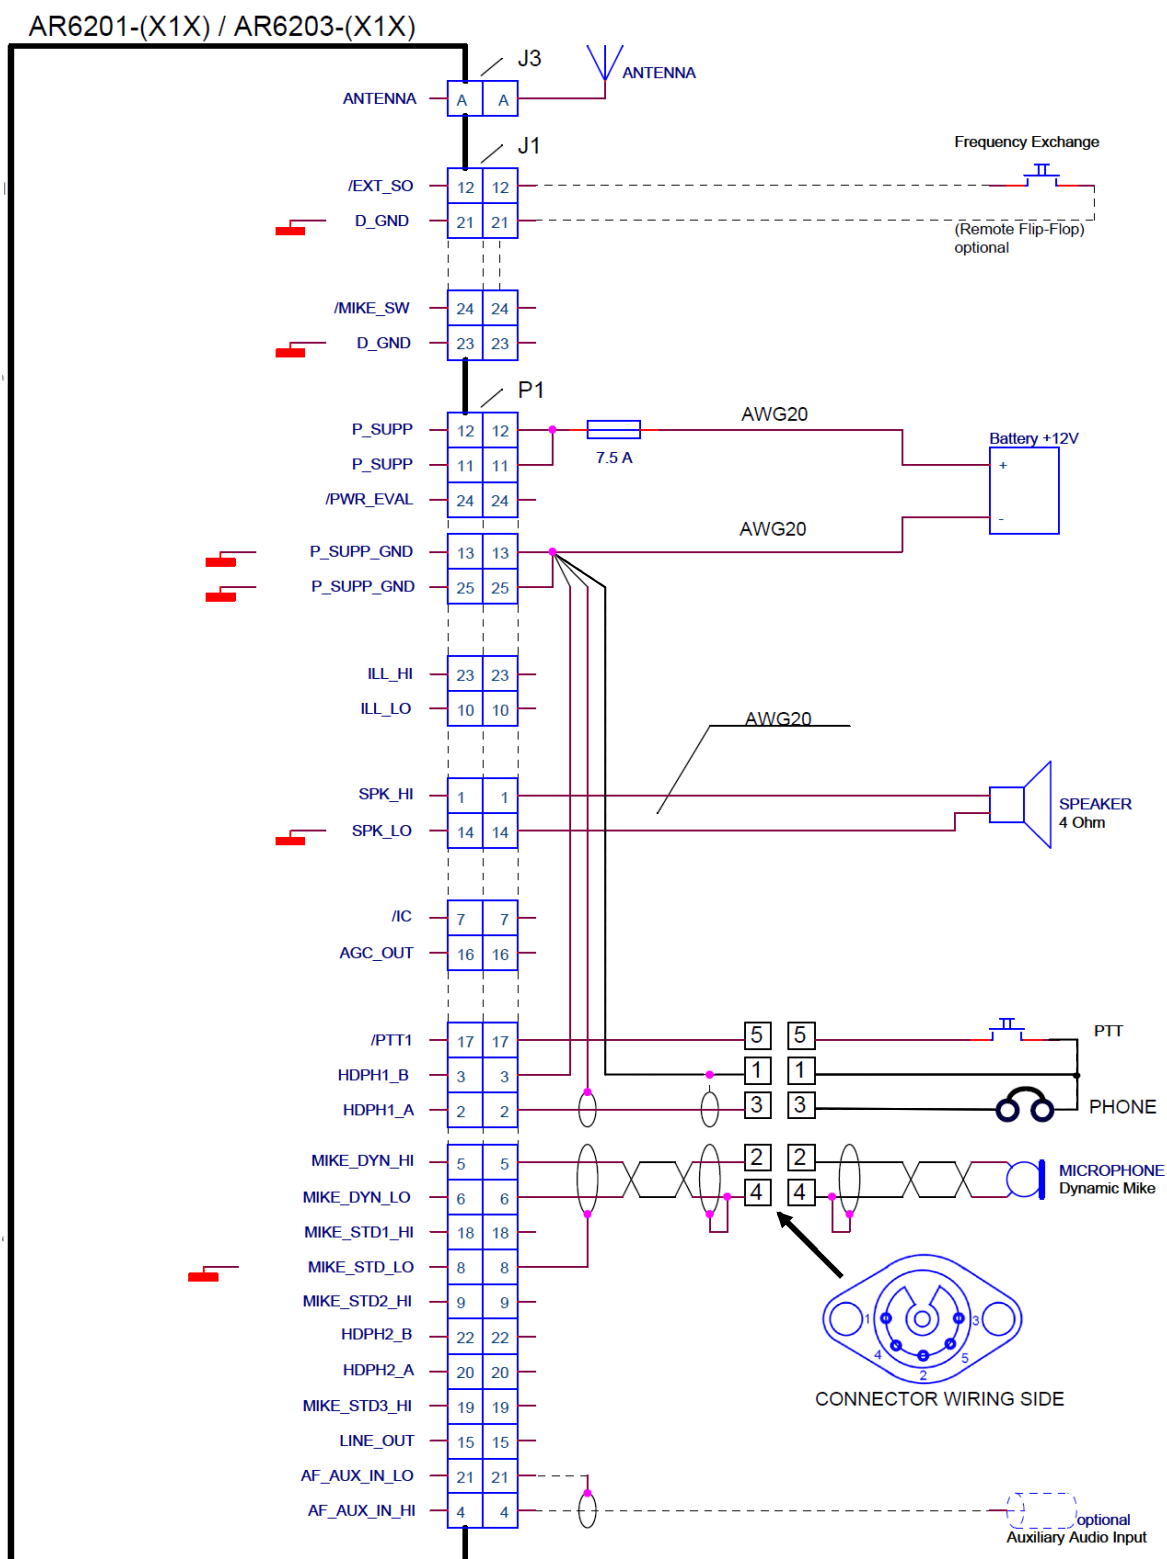 AR6201-(X1X) / AR6203-(X1X)
J3
ANTENNA
ANTENNA A A
J1
Frequency Exchange
/EXT_SO 12 12
D_GND 21 21
(Remote Flip-Flop)
optional
/MIKE_SW 24 24
D_GND 23 23
P1
AWG20
P_SUPP 12 12
Battery +12V
7.5 A
P_SUPP 11 11
+
/PWR_EVAL 24 24
-
AWG20
P_SUPP_GND 13 13
P_SUPP_GND 25 25
ILL_HI 23 23
ILL_LO 10 10
AWG20
SPK_HI 1 1
SPEAKER
4 Ohm
SPK_LO 14 14
/IC 7 7
AGC_OUT 16 16
/PTT1 17 17 5 5 PTT
HDPH1_B 3 3 1 1
HDPH1_A 2 2 3 3 PHONE
MIKE_DYN_HI 5 5 2 2
MICROPHONE
Dynamic Mike
MIKE_DYN_LO 6 6 4 4
MIKE_STD1_HI 18 18
MIKE_STD_LO 8 8
MIKE_STD2_HI 9 9
1 3
HDPH2_B 22 22
4 5
2
HDPH2_A 20 20
CONNECTOR WIRING SIDE
MIKE_STD3_HI 19 19
LINE_OUT 15 15
AF_AUX_IN_LO 21 21
AF_AUX_IN_HI 4 4
optional
Auxiliary Audio Input